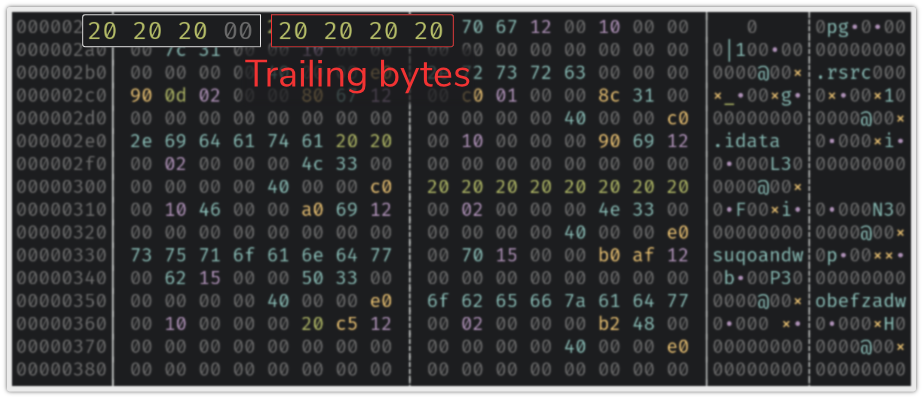 20 20 20 00 20 20 20 20 70 67 12 00 10 00 00 0 0pg•0•00
000002a0 00 7c 31 00 00 10 00 00 00 00 00 00 00 00 0|100•00 00000000
Trailing bytes
000002b0 00 00 00 00 72 73 72 63 00 00 00 0000@00× .rsrc000
000002c0 90 0d 02 00 00 80 67 12 00 c0 01 00 00 8c 31 00 ×_•00×g• 0×•00×10
000002d0 00 00 00 00 00 00 00 00 00 00 00 00 40 00 00 c0 00000000 0000@00×
000002e0 2e 69 64 61 74 61 20 20 00 10 00 00 00 90 69 12 .idata 0•000×i•
000002f0 00 02 00 00 00 4c 33 00 00 00 00 00 00 00 00 00 0•000L30 00000000
00000300 00 00 00 00 40 00 00 c0 20 20 20 20 20 20 20 20 0000@00×
00000310 00 10 46 00 00 a0 69 12 00 02 00 00 00 4e 33 00 0•F00×i• 0•000N30
00000320 00 00 00 00 00 00 00 00 00 00 00 00 40 00 00 e0 00000000 0000@00×
00000330 73 75 71 6f 61 6e 64 77 00 70 15 00 00 b0 af 12 suqoandw 0p•00××•
00000340 00 62 15 00 00 50 33 00 00 00 00 00 00 00 00 00 0b•00P30 00000000
00000350 00 00 00 00 40 00 00 e0 6f 62 65 66 7a 61 64 77 0000@00× obefzadw
00000360 00 10 00 00 00 20 c5 12 00 02 00 00 00 b2 48 00 0•000 ו 0•000×H0
00000370 00 00 00 00 00 00 00 00 00 00 00 00 40 00 00 e0 00000000 0000@00×
00000380 00 00 00 00 00 00 00 00 00 00 00 00 00 00 00 00 00000000 00000000